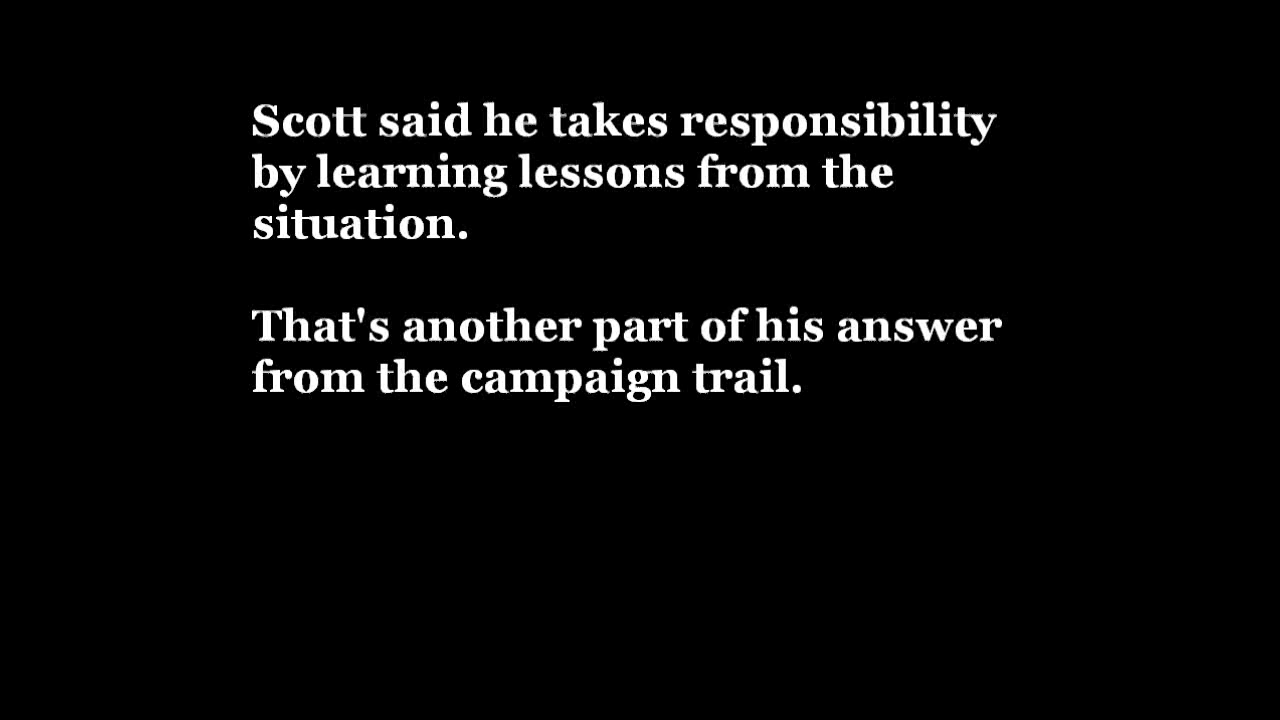 Scott said he takes responsibility
by learning lessons from the
situation.
That's another part of his answer
from the campaign trail.